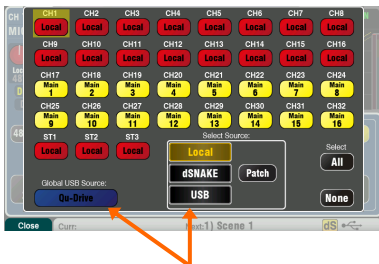 CH1 CH2 CH3 CH4 CH5 CH6 CH7 CH8
Local Local Local Local Local Local Local Local
CH9 CH10 CH11 CH12 CH13 CH14 CH15 CH16
Local Local Local Local Local Local Local Local
CH17 CH18 CH19 CH20 CH21 CH22 CH23 CH24
Main Main Main Main Main Main Main Main
1 2 3 4 5 6 7 8
CH25 CH26 CH27 CH28 CH29 CH30 CH31 CH32
Main Main Main Main Main Main Main Main
9 10 11 12 13 14 15 16
ST1 ST2 ST3 Select Source:
Local Local Local Local
Select
All
dSNAKE Patch
Global USB Source:
Qu-Drive USB None
Close Curr: Next:1) Scene 1 dS